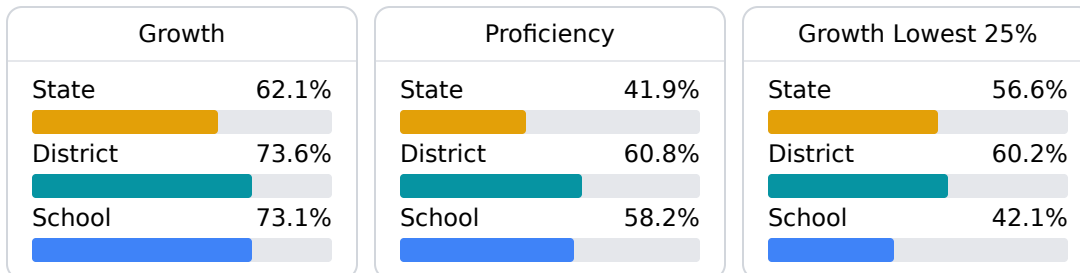 Growth
State 62.1%
District 73.6%
School 73.1%
Proficiency
State 41.9%
District 60.8%
School 58.2%
Growth Lowest 25%
State 56.6%
District 60.2%
School 42.1%